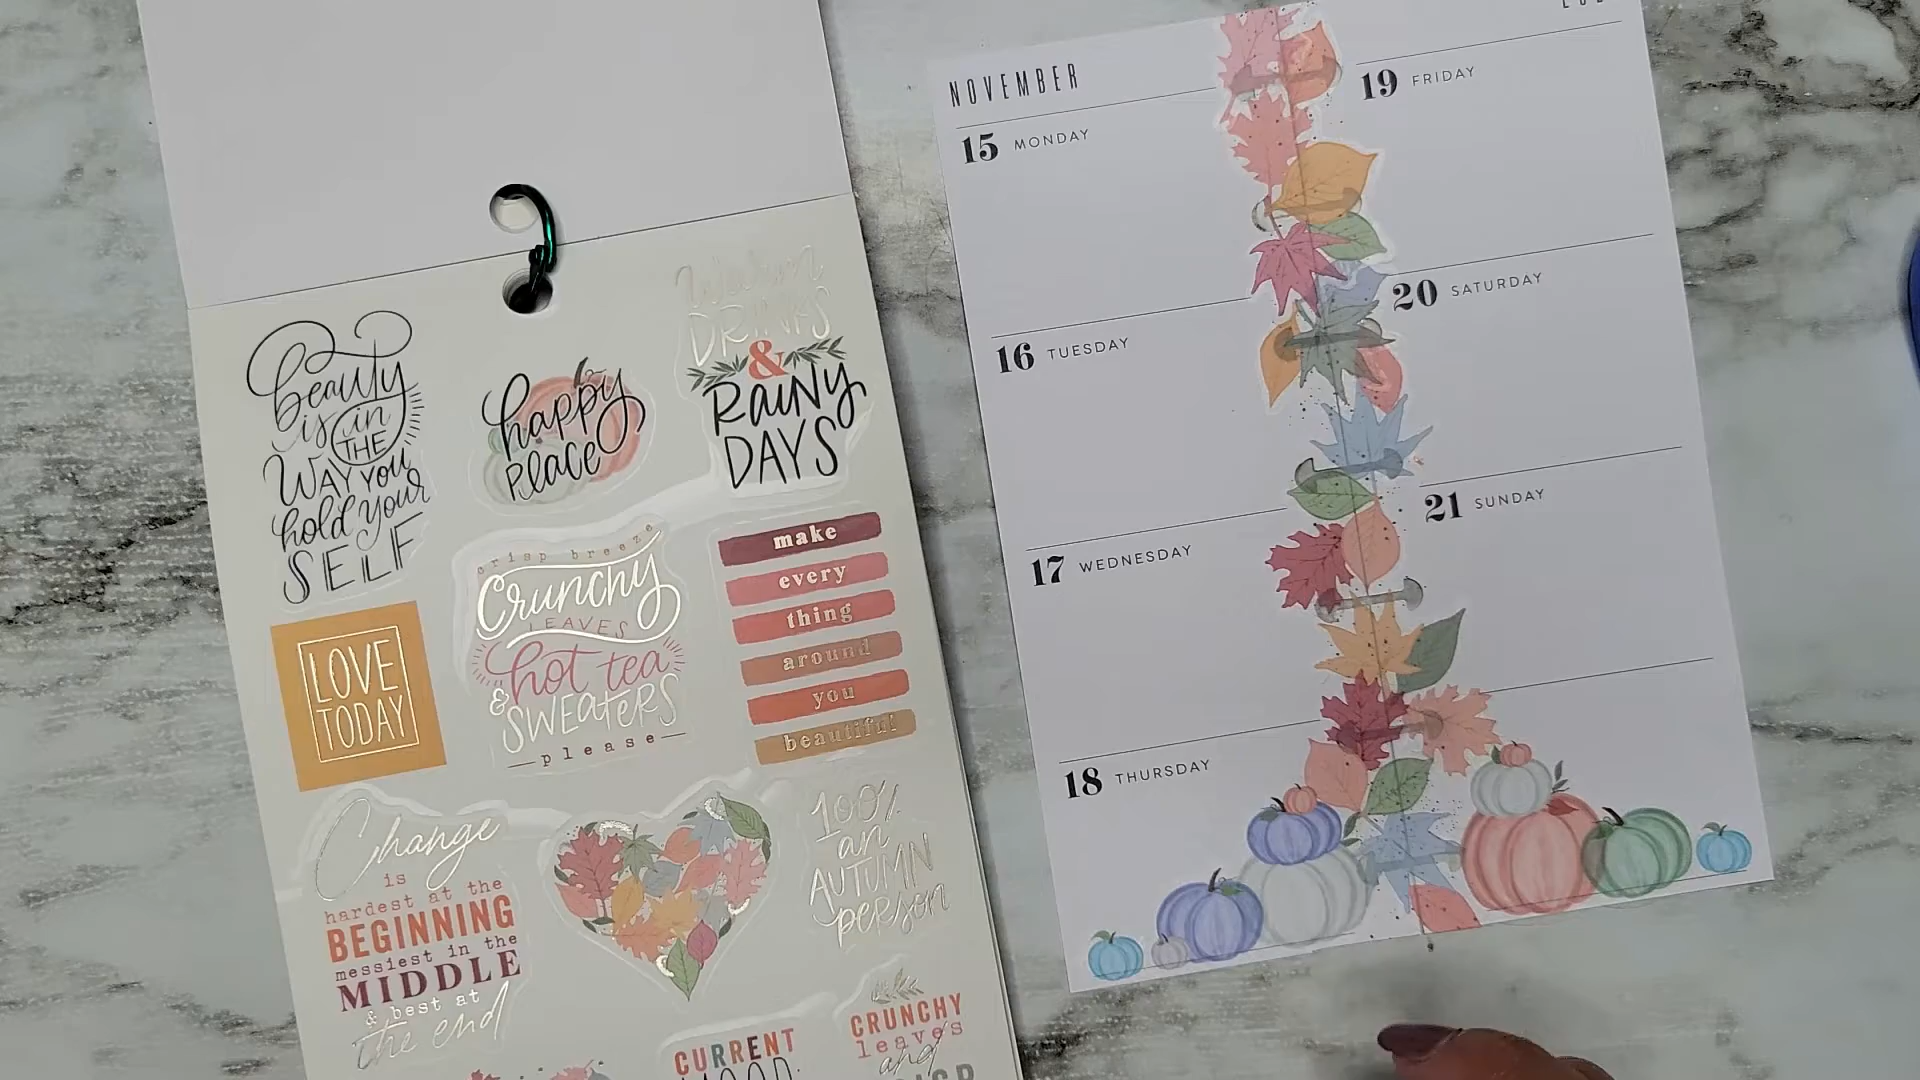 beauty
is in
THE
WAY you
hold your
SELF
happy
place
Warm
DRINKS
&
RAINY
DAYS
LOVE
TODAY
crisp breeze
Crunchy
LEAVES
hot tea
& SWEATERS
please
make
every
thing
around
you
beautiful
Change
is
hardest at the
BEGINNING
messiest in the
MIDDLE
& best at
the end
100%
an
AUTUMN
person
CURRENT
MOOD:
CRUNCHY
leaves
and
NOVEMBER
15 MONDAY
16 TUESDAY
17 WEDNESDAY
18 THURSDAY
19 FRIDAY
20 SATURDAY
21 SUNDAY